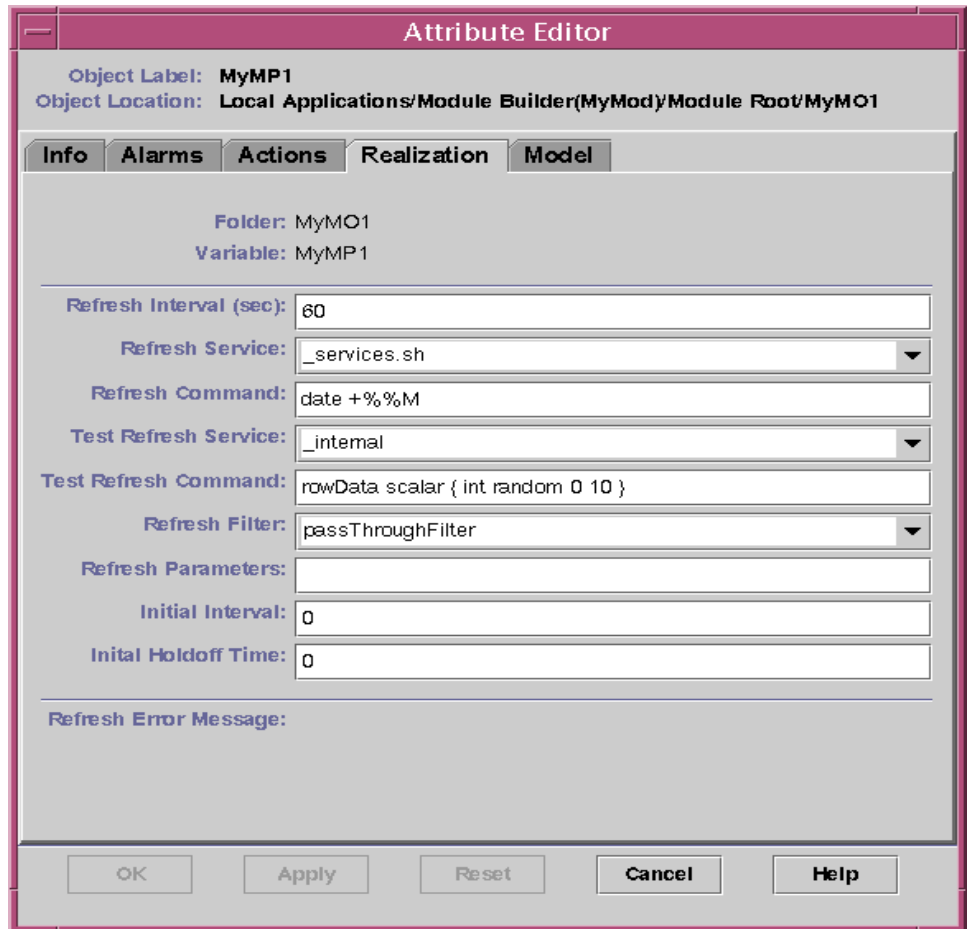 Attribute Editor
Object Label: MyMP1
Object Location: Local Applications/Module Builder(MyMod)/Module Root/MyMO1
Info Alarms Actions Realization Model
Folder: MyMO1
Variable: MyMP1
Refresh Interval (sec): 60
Refresh Service: _services.sh
Refresh Command: date +%%M
Test Refresh Service: _internal
Test Refresh Command: rowData scalar { int random 0 10 }
Refresh Filter: passThroughFilter
Refresh Parameters:
Initial Interval: 0
Inital Holdoff Time: 0
Refresh Error Message:
OK Apply Reset Cancel Help